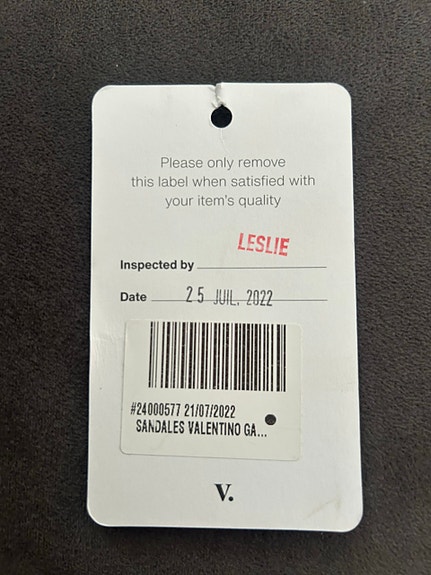 Please only remove
this label when satisfied with
your item's quality
LESLIE
Inspected by
Date 25 JUIL. 2022
#24000577 21/07/2022
SANDALES VALENTINO GA...
V.